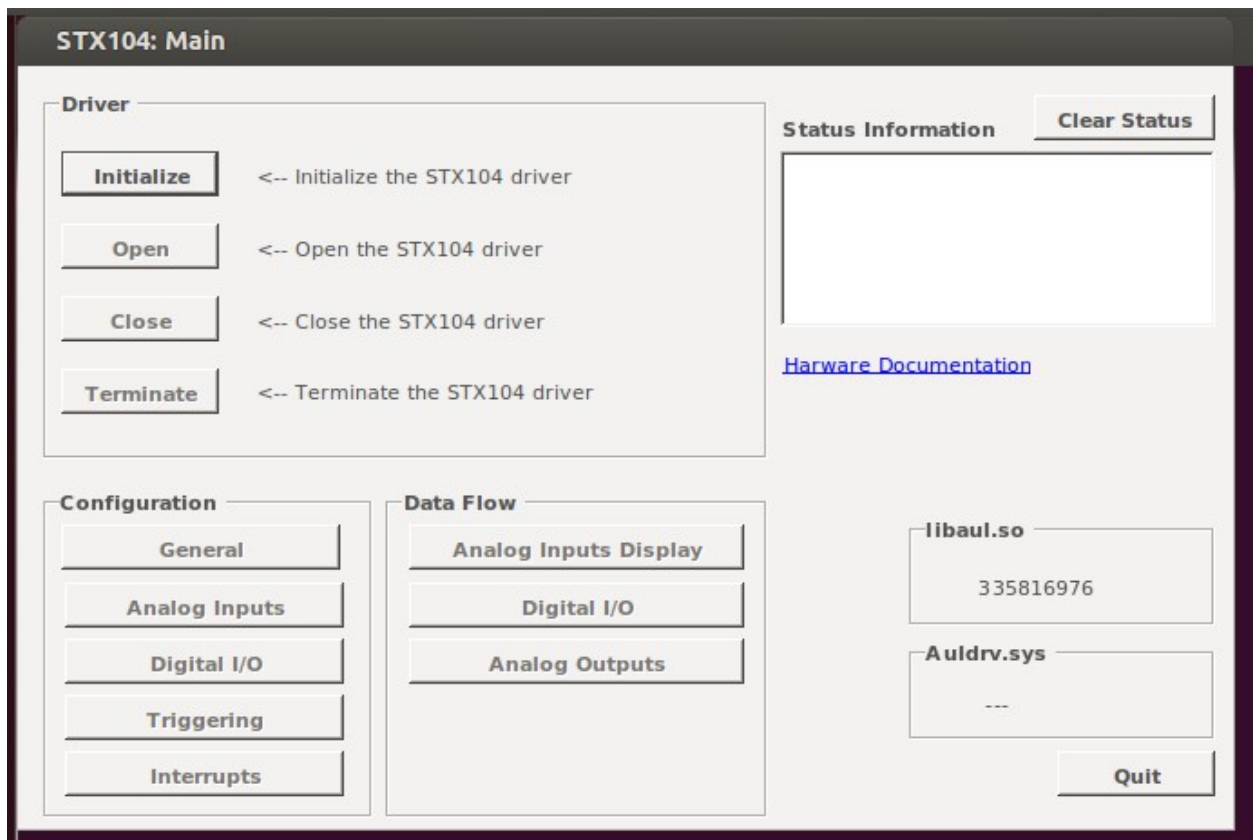 STX104: Main
Driver
Initialize <-- Initialize the STX104 driver
Open <-- Open the STX104 driver
Close <-- Close the STX104 driver
Terminate <-- Terminate the STX104 driver
Status Information
Clear Status
Harware Documentation
Configuration
General
Analog Inputs
Digital I/O
Triggering
Interrupts
Data Flow
Analog Inputs Display
Digital I/O
Analog Outputs
libaul.so
335816976
Auldrv.sys
---
Quit